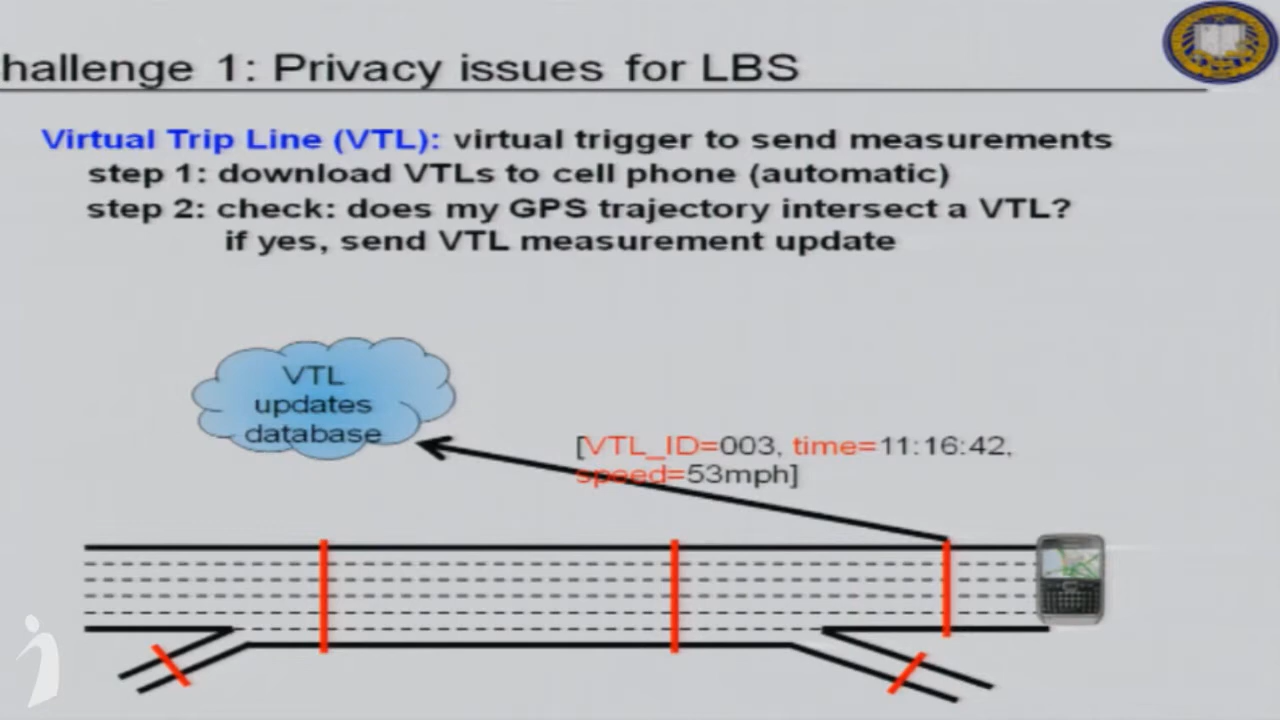 hallenge 1: Privacy issues for LBS
Virtual Trip Line (VTL): virtual trigger to send measurements
step 1: download VTLs to cell phone (automatic)
step 2: check: does my GPS trajectory intersect a VTL?
if yes, send VTL measurement update
VTL
updates
database
[VTL_ID=003, time=11:16:42,
speed=53mph]